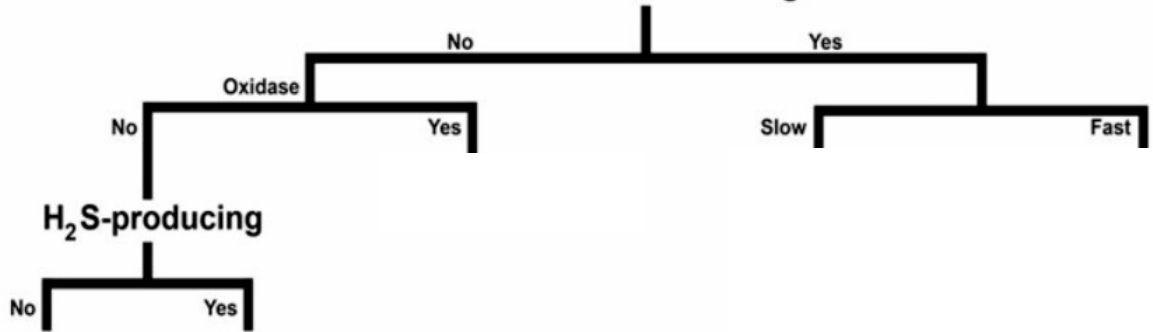 No
Yes
Oxidase
No
Yes
Slow
Fast
H₂S-producing
No
Yes